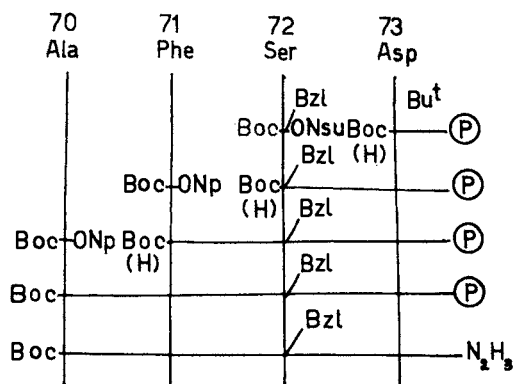 70 71 72 73
Ala Phe Ser Asp
Bzl Buᵗ
Boc ONsu Boc P
(H)
Bzl
Boc ONp Boc P
(H)
Bzl
Boc ONp Boc P
(H)
Bzl
Boc P
Bzl
Boc N₂H₃